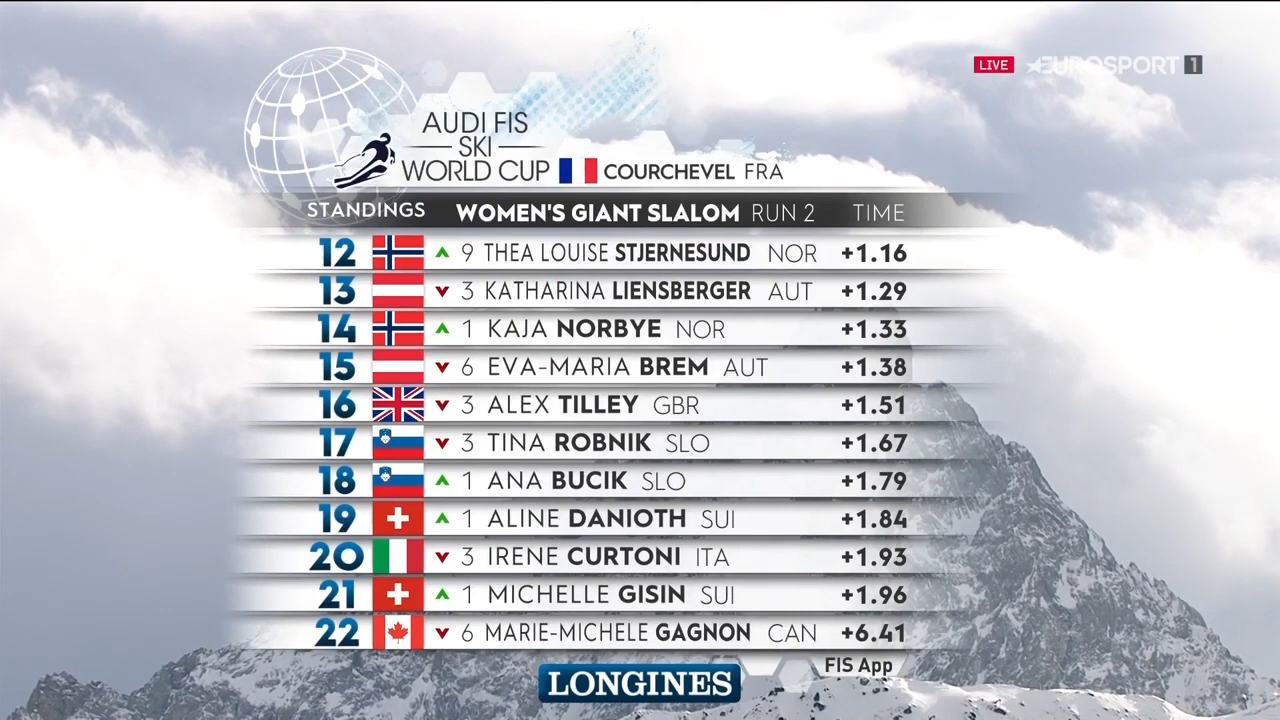 LIVE EUROSPORT 1
AUDI FIS
SKI
WORLD CUP
COURCHEVEL FRA
STANDINGS WOMEN'S GIANT SLALOM RUN 2 TIME
12 9 THEA LOUISE STJERNESUND NOR +1.16
13 3 KATHARINA LIENSBERGER AUT +1.29
14 1 KAJA NORBYE NOR +1.33
15 6 EVA-MARIA BREM AUT +1.38
16 3 ALEX TILLEY GBR +1.51
17 3 TINA ROBNIK SLO +1.67
18 1 ANA BUCIK SLO +1.79
19 1 ALINE DANIOTH SUI +1.84
20 3 IRENE CURTONI ITA +1.93
21 1 MICHELLE GISIN SUI +1.96
22 6 MARIE-MICHELE GAGNON CAN +6.41
FIS App
LONGINES